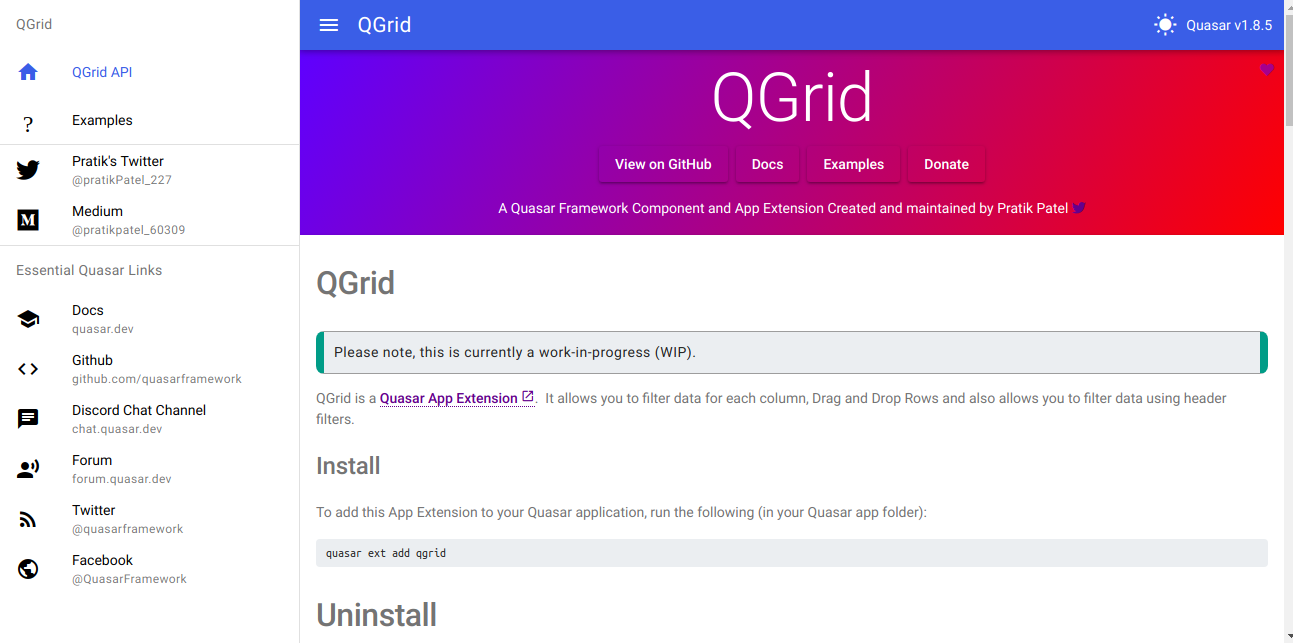 QGrid
QGrid API
?
Examples
Pratik's Twitter
@pratikPatel_227
M
Medium
@pratikpatel_60309
Essential Quasar Links
Docs
quasar.dev
Github
github.com/quasarframework
Discord Chat Channel
chat.quasar.dev
Forum
forum.quasar.dev
Twitter
@quasarframework
Facebook
@QuasarFramework
QGrid
Quasar v1.8.5
QGrid
View on GitHub Docs Examples Donate
A Quasar Framework Component and App Extension Created and maintained by Pratik Patel
QGrid
Please note, this is currently a work-in-progress (WIP).
QGrid is a Quasar App Extension. It allows you to filter data for each column, Drag and Drop Rows and also allows you to filter data using header
filters.
Install
To add this App Extension to your Quasar application, run the following (in your Quasar app folder):
quasar ext add qgrid
Uninstall